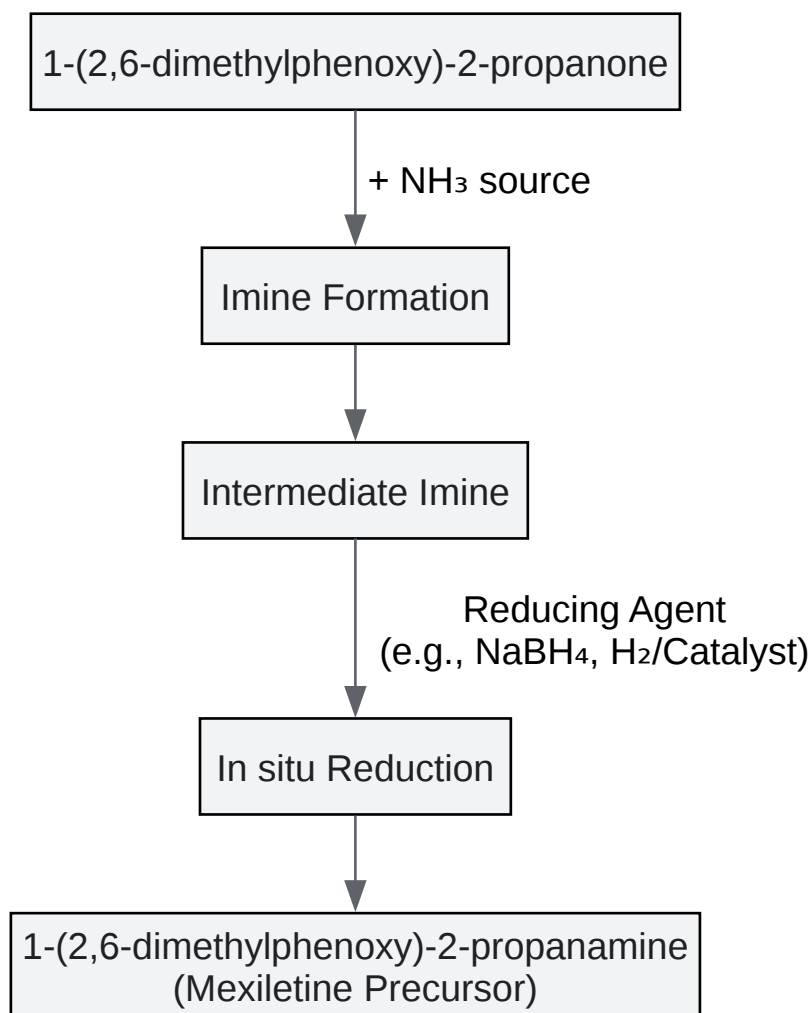 1-(2,6-dimethylphenoxy)-2-propanone
+ NH₃ source
Imine Formation
Intermediate Imine
Reducing Agent
(e.g., NaBH₄, H₂/Catalyst)
In situ Reduction
1-(2,6-dimethylphenoxy)-2-propanamine
(Mexiletine Precursor)